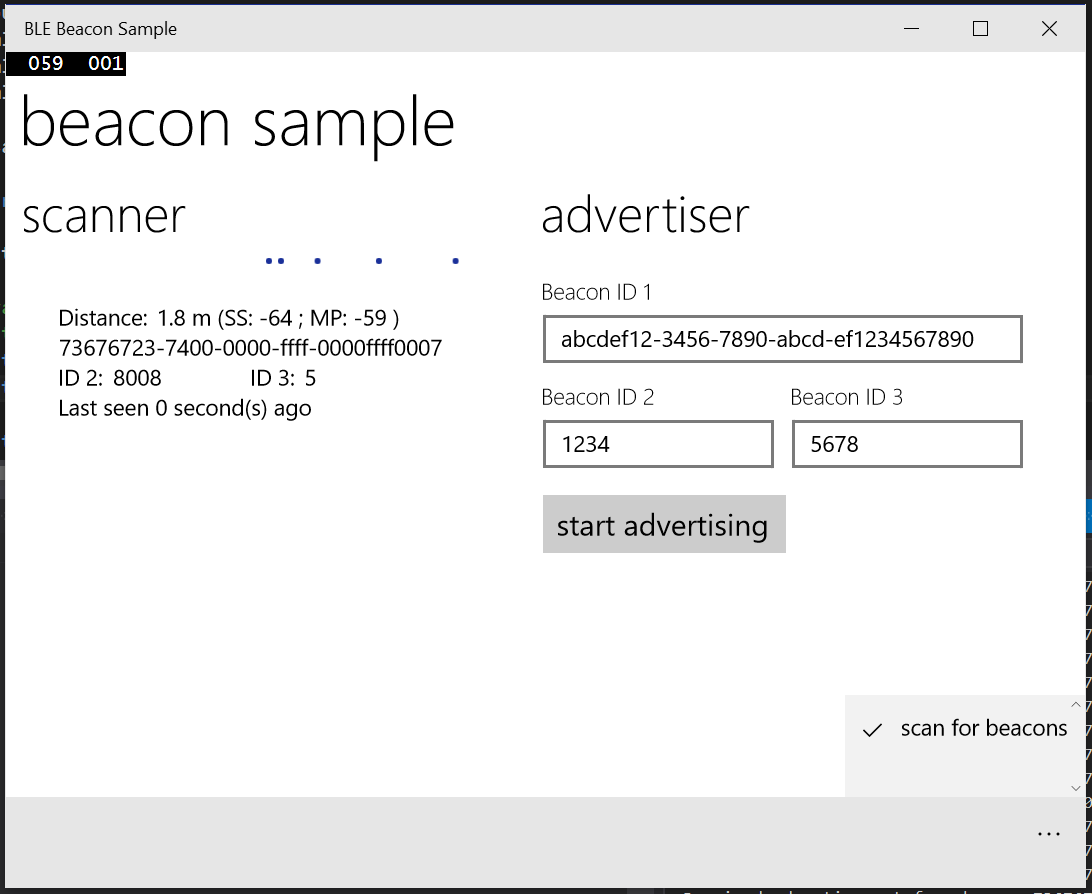 BLE Beacon Sample
059 001
beacon sample
scanner
Distance: 1.8 m (SS: -64 ; MP: -59 )
73676723-7400-0000-ffff-0000ffff0007
ID 2: 8008 ID 3: 5
Last seen 0 second(s) ago
advertiser
Beacon ID 1
abcdef12-3456-7890-abcd-ef1234567890
Beacon ID 2 Beacon ID 3
1234 5678
start advertising
scan for beacons
...